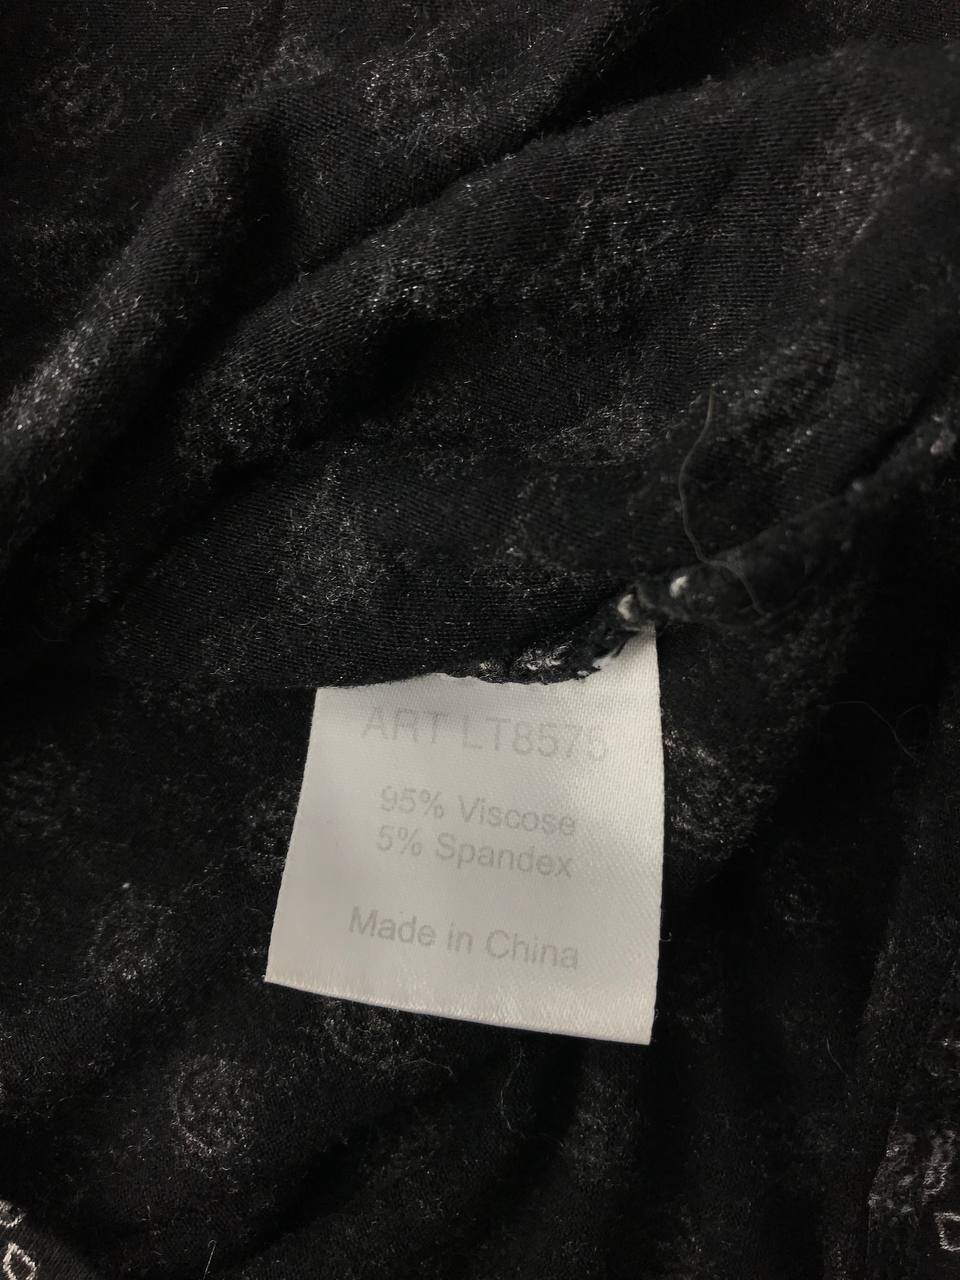 ART LT8575
95% Viscose
5% Spandex
Made in China